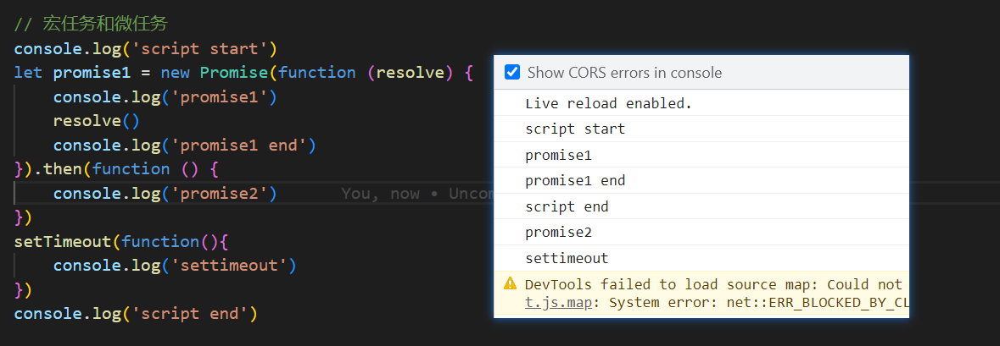 // 宏任务和微任务
console.log('script start')
let promise1 = new Promise(function (resolve) {
    console.log('promise1')
    resolve()
    console.log('promise1 end')
}).then(function () {
    console.log('promise2')    You, now • Uncom
})
setTimeout(function(){
    console.log('settimeout')
})
console.log('script end')
Show CORS errors in console
Live reload enabled.
script start
promise1
promise1 end
script end
promise2
settimeout
DevTools failed to load source map: Could not
t.js.map: System error: net::ERR_BLOCKED_BY_CL